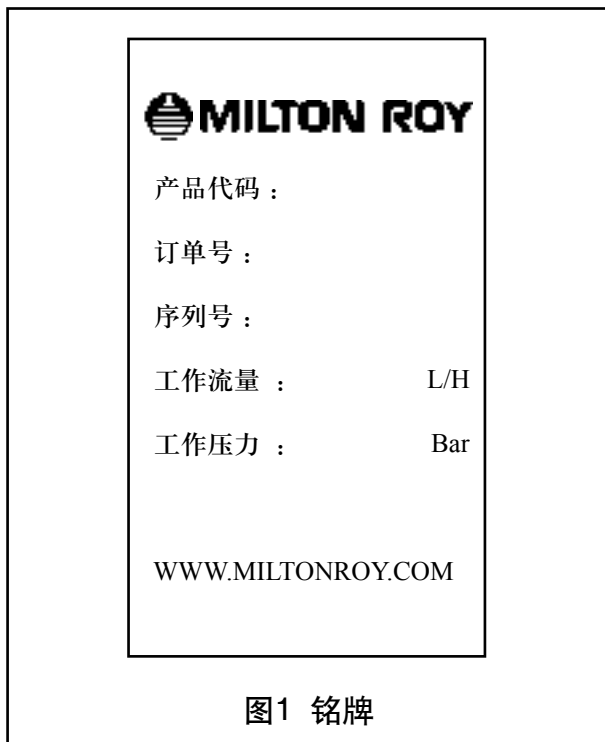 MILTON ROY
产品代码：
订单号：
序列号：
工作流量 ： L/H
工作压力 ： Bar
WWW.MILTONROY.COM
图1 铭牌